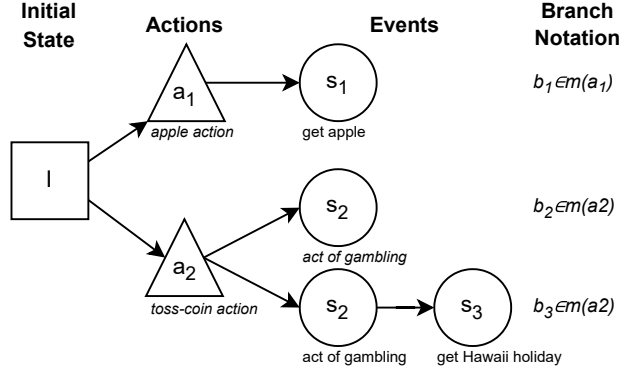 Initial State
Actions
Events
Branch Notation
a1
s1
b1∈m(a1)
apple action
get apple
I
s2
b2∈m(a2)
act of gambling
a2
toss-coin action
s2
s3
b3∈m(a2)
act of gambling
get Hawaii holiday